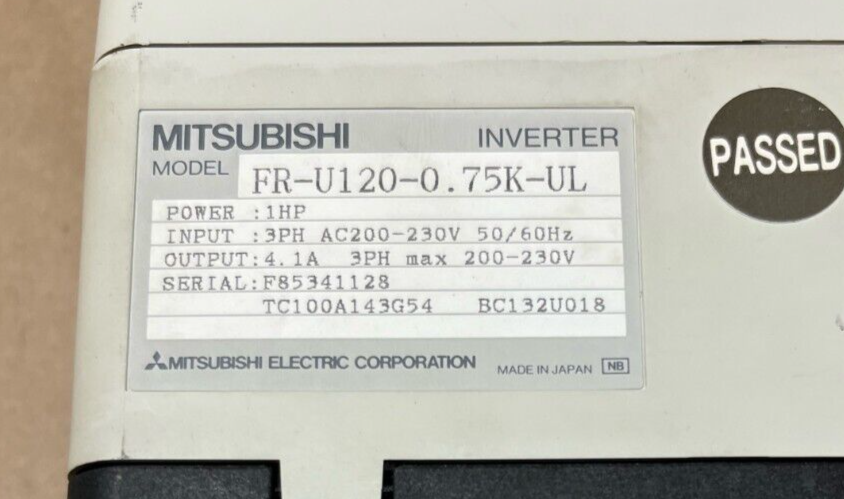 MITSUBISHI INVERTER
MODEL FR-U120-0.75K-UL
PASSED
POWER :1HP
INPUT :3PH AC200-230V 50/60Hz
OUTPUT:4.1A 3PH max 200-230V
SERIAL:F85341128
TC100A143G54 BC132U018
MITSUBISHI ELECTRIC CORPORATION MADE IN JAPAN NB